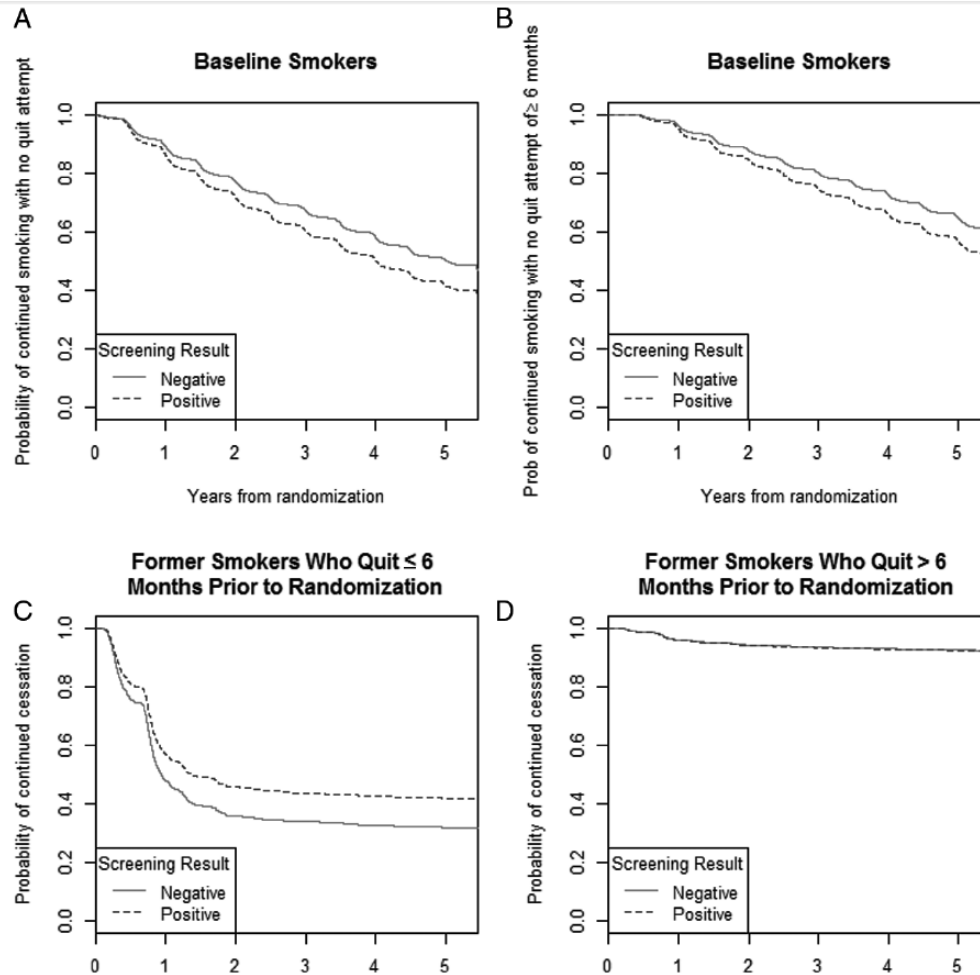 A
Baseline Smokers
Probability of continued smoking with no quit attempt
1.0
0.8
0.6
0.4
0.2
0.0
Screening Result
Negative
Positive
0 1 2 3 4 5
Years from randomization
B
Baseline Smokers
Prob of continued smoking with no quit attempt of≥ 6 months
1.0
0.8
0.6
0.4
0.2
0.0
Screening Result
Negative
Positive
0 1 2 3 4 5
Years from randomization
C
Former Smokers Who Quit ≤ 6
Months Prior to Randomization
Probability of continued cessation
1.0
0.8
0.6
0.4
0.2
0.0
Screening Result
Negative
Positive
0 1 2 3 4 5
D
Former Smokers Who Quit > 6
Months Prior to Randomization
Probability of continued cessation
1.0
0.8
0.6
0.4
0.2
0.0
Screening Result
Negative
Positive
0 1 2 3 4 5